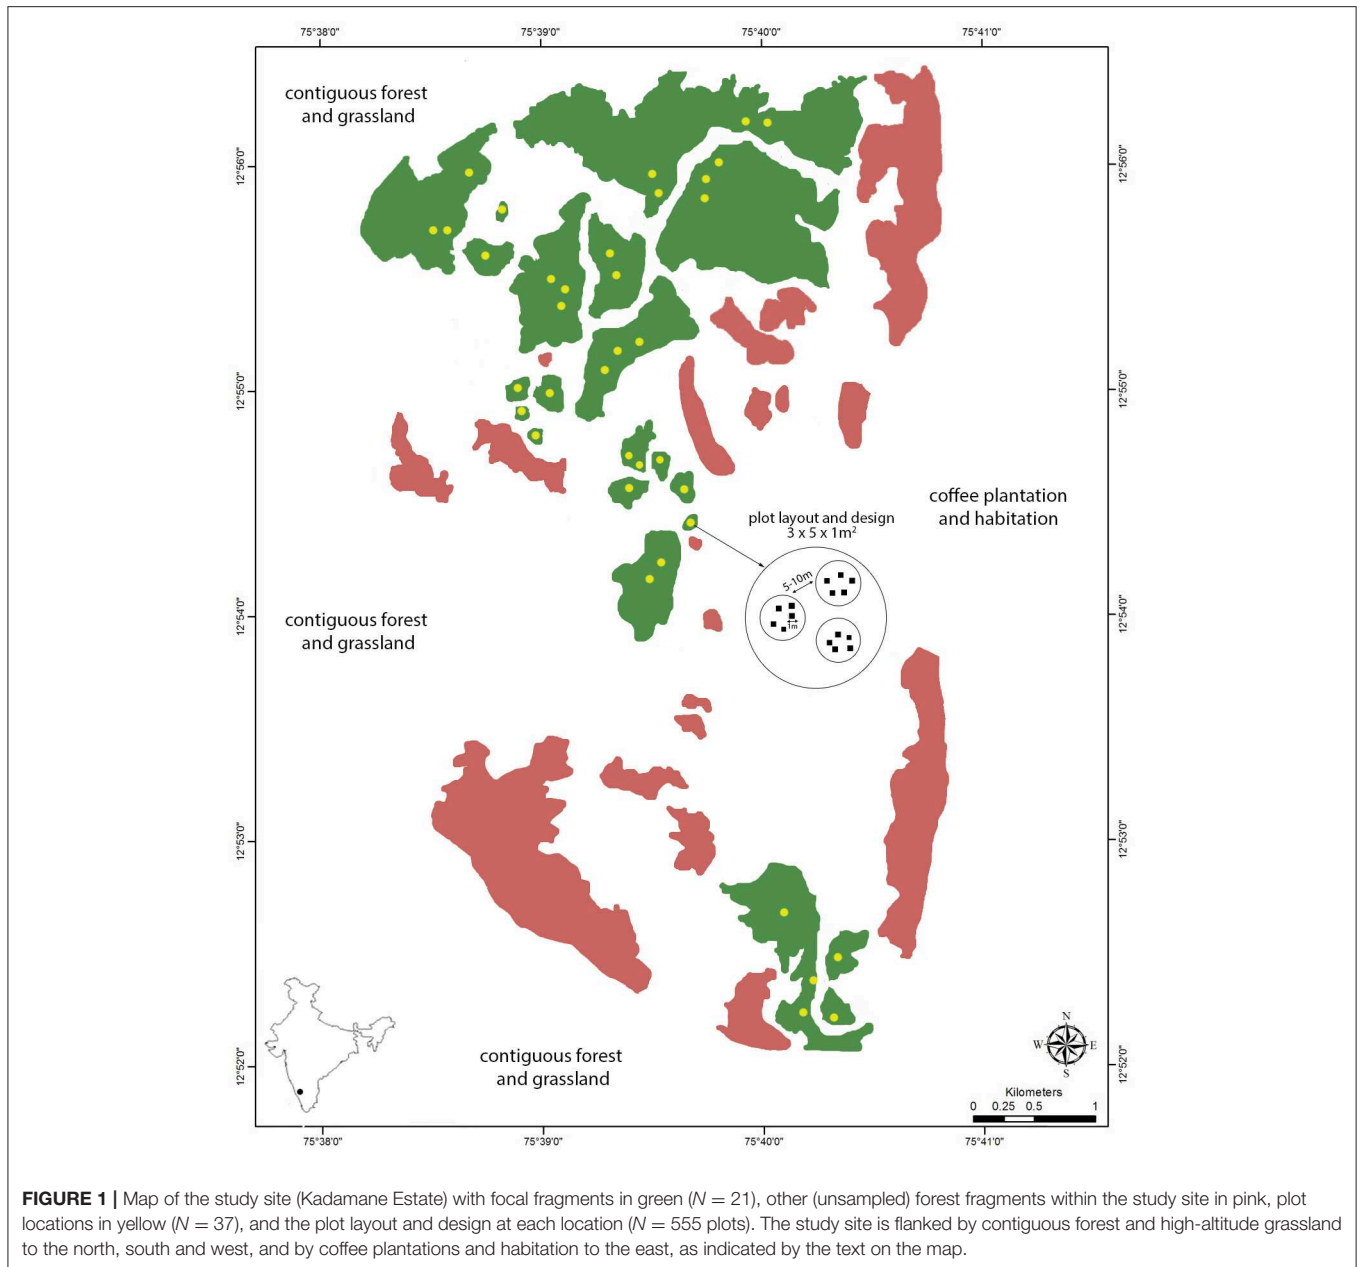 75°38'0"
75°39'0"
75°40'0"
75°41'0"
contiguous forest
and grassland
12°56'0"
12°56'0"
12°55'0"
12°55'0"
coffee plantation
and habitation
plot layout and design
3 x 5 x 1m²
5-10m
1m
12°54'0"
12°54'0"
contiguous forest
and grassland
12°53'0"
12°53'0"
contiguous forest
and grassland
12°52'0"
12°52'0"
N
W
E
S
Kilometers
0 0.25 0.5 1
75°38'0"
75°39'0"
75°40'0"
75°41'0"
FIGURE 1 | Map of the study site (Kadamane Estate) with focal fragments in green (N = 21), other (unsampled) forest fragments within the study site in pink, plot
locations in yellow (N = 37), and the plot layout and design at each location (N = 555 plots). The study site is flanked by contiguous forest and high-altitude grassland
to the north, south and west, and by coffee plantations and habitation to the east, as indicated by the text on the map.